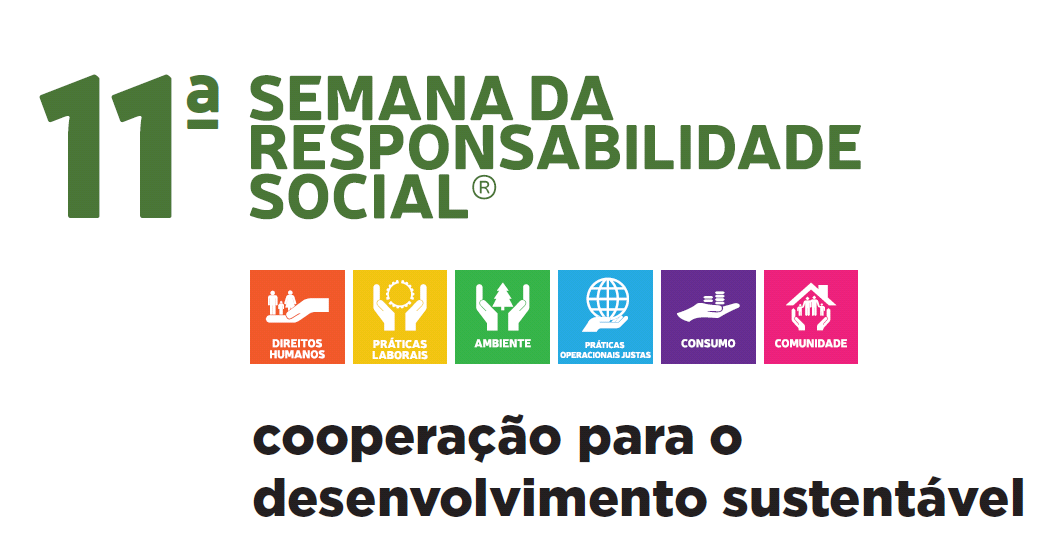 11ª SEMANA DA
RESPONSABILIDADE
SOCIAL®
DIREITOS
HUMANOS
PRÁTICAS
LABORAIS
AMBIENTE
PRÁTICAS
OPERACIONAIS JUSTAS
CONSUMO
COMUNIDADE
cooperação para o
desenvolvimento sustentável